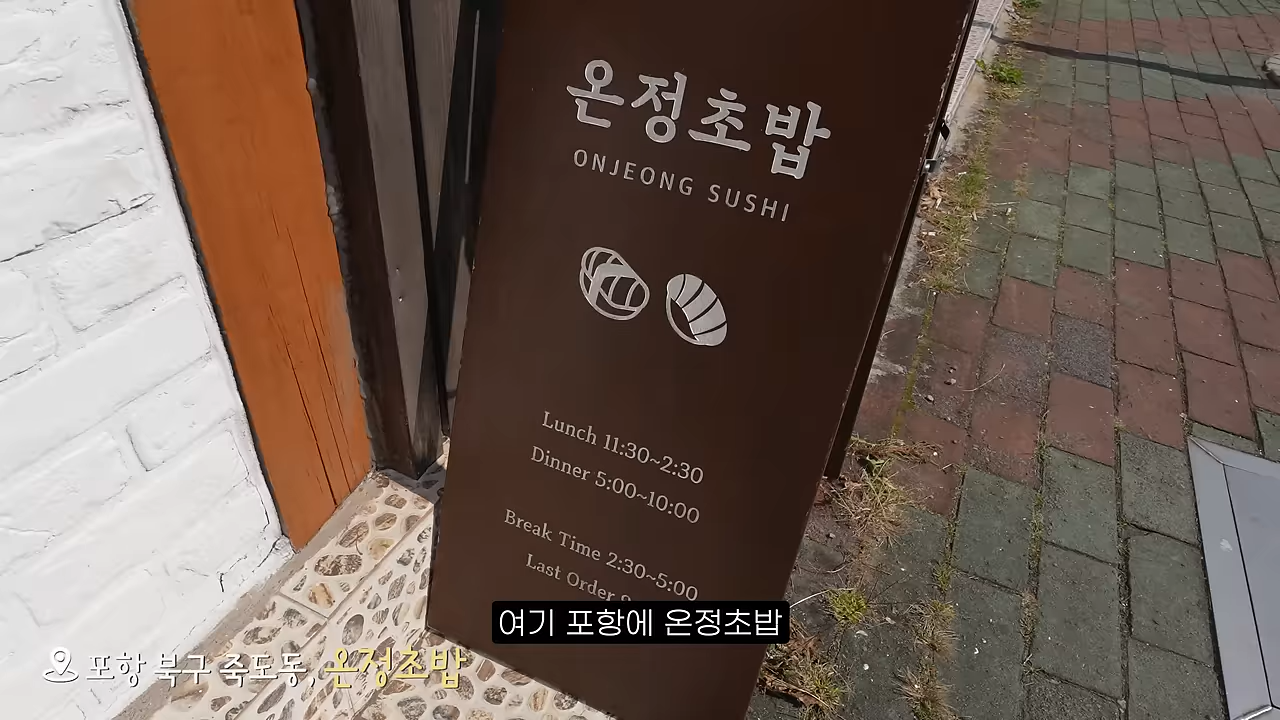 온정초밥
ONJEONG SUSHI
Lunch 11:30~2:30
Dinner 5:00~10:00
Break Time 2:30~5:00
Last Order
여기 포항에 온정초밥
포항 북구 죽도동, 온정초밥